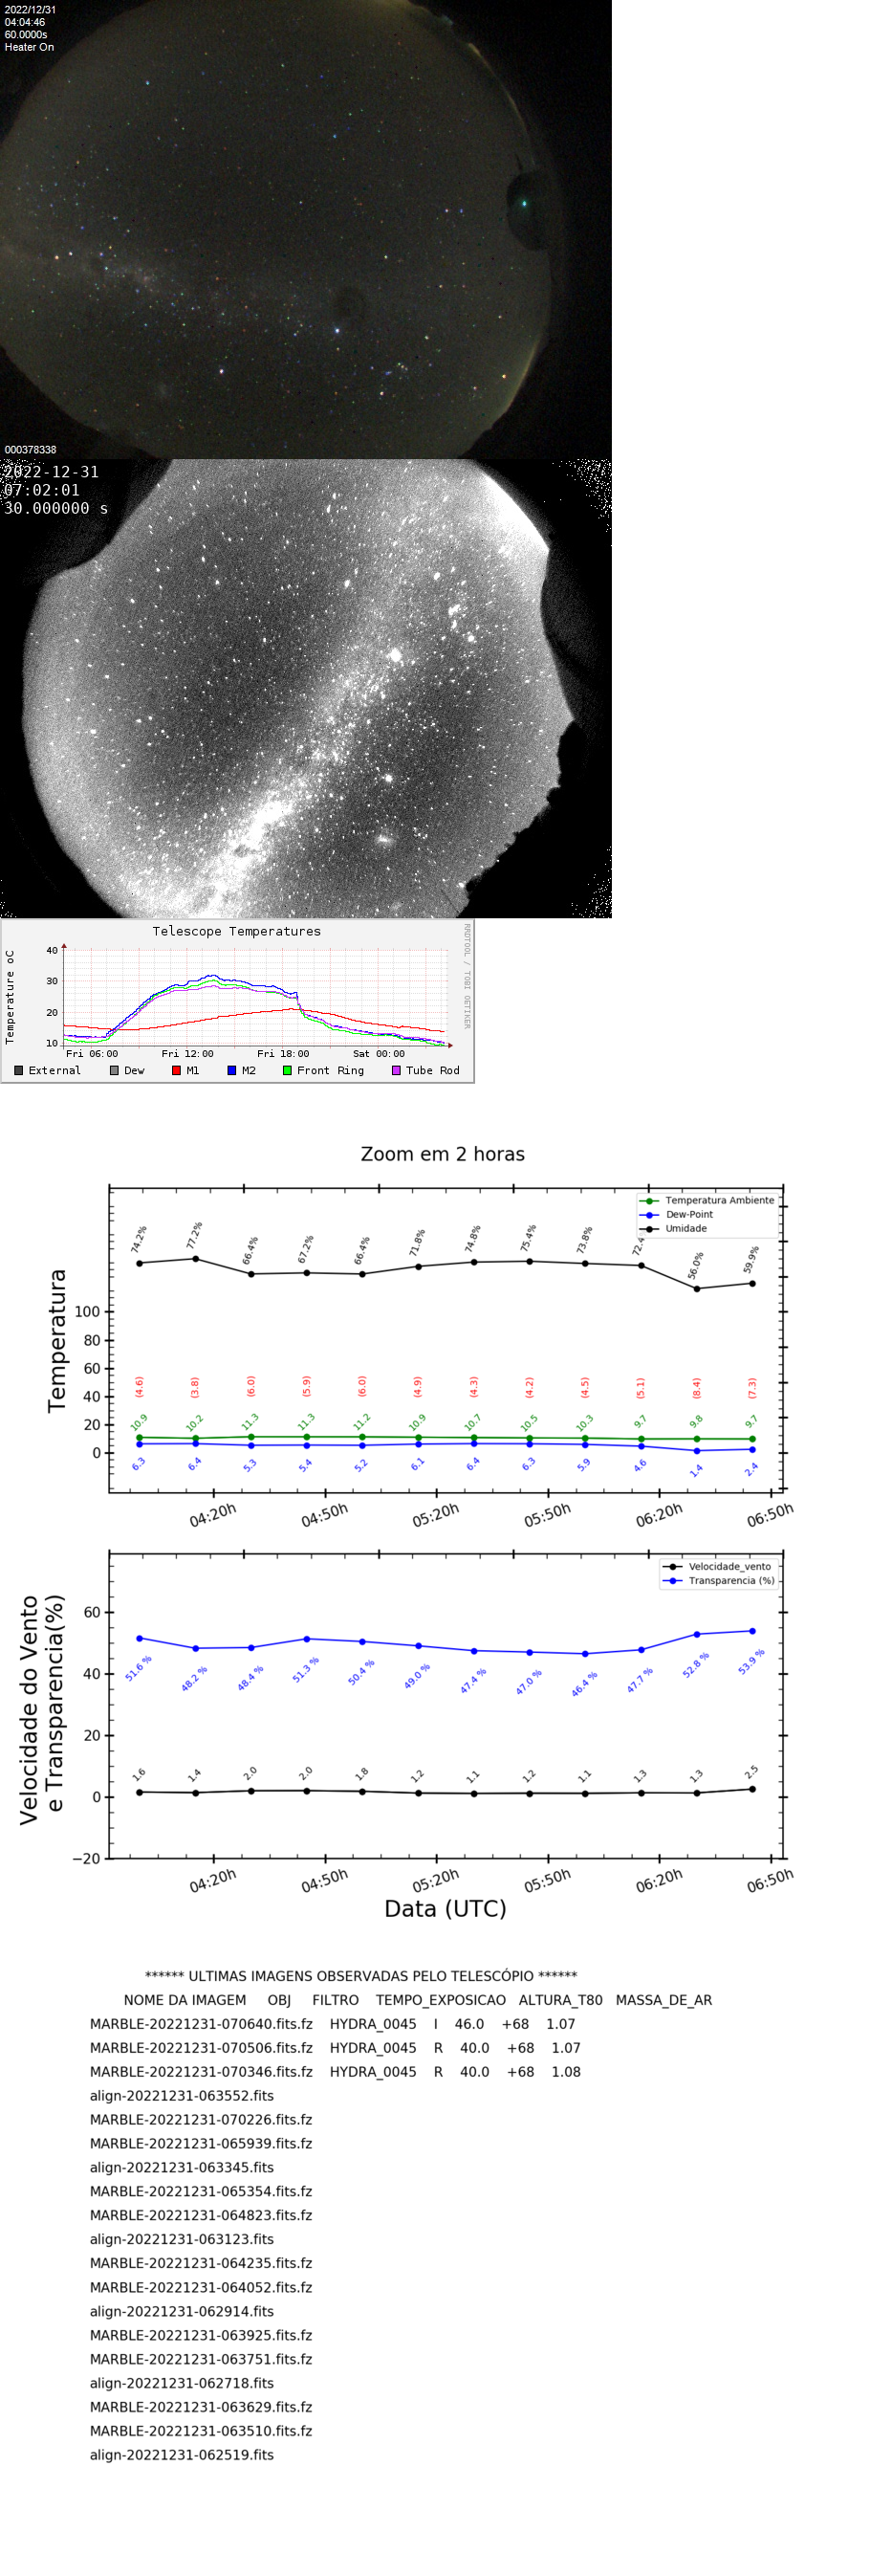 2022/12/31
04:04:46
60.0000s
Heater On
000378338
2022-12-31
07:02:01
30.000000 s
Telescope Temperatures
RRDTOOL / TOBI OETIKER
Temperature oC
40
30
20
10
Fri 06:00 Fri 12:00 Fri 18:00 Sat 00:00
External Dew M1 M2 Front Ring Tube Rod
Zoom em 2 horas
Temperatura Ambiente
Dew-Point
Umidade
74.2% 77.2% 66.4% 67.2% 66.4% 71.8% 74.8% 75.4% 73.8% 72.4 56.0% 59.9%
Temperatura
100
80
60
40
20
0
(4.6) (3.8) (6.0) (5.9) (6.0) (4.9) (4.3) (4.2) (4.5) (5.1) (8.4) (7.3)
10.9 10.2 11.3 11.3 11.2 10.9 10.7 10.5 10.3 9.7 9.8 9.7
6.3 6.4 5.3 5.4 5.2 6.1 6.4 6.3 5.9 4.6 1.4 2.4
04:20h 04:50h 05:20h 05:50h 06:20h 06:50h
Velocidade_vento
Transparencia (%)
Velocidade do Vento
e Transparencia(%)
60
40
20
0
−20
51.6 % 48.2 % 48.4 % 51.3 % 50.4 % 49.0 % 47.4 % 47.0 % 46.4 % 47.7 % 52.8 % 53.9 %
1.6 1.4 2.0 2.0 1.8 1.2 1.1 1.2 1.1 1.3 1.3 2.5
04:20h 04:50h 05:20h 05:50h 06:20h 06:50h
Data (UTC)
****** ULTIMAS IMAGENS OBSERVADAS PELO TELESCÓPIO ******
NOME DA IMAGEM OBJ FILTRO TEMPO_EXPOSICAO ALTURA_T80 MASSA_DE_AR
MARBLE-20221231-070640.fits.fz HYDRA_0045 I 46.0 +68 1.07
MARBLE-20221231-070506.fits.fz HYDRA_0045 R 40.0 +68 1.07
MARBLE-20221231-070346.fits.fz HYDRA_0045 R 40.0 +68 1.08
align-20221231-063552.fits
MARBLE-20221231-070226.fits.fz
MARBLE-20221231-065939.fits.fz
align-20221231-063345.fits
MARBLE-20221231-065354.fits.fz
MARBLE-20221231-064823.fits.fz
align-20221231-063123.fits
MARBLE-20221231-064235.fits.fz
MARBLE-20221231-064052.fits.fz
align-20221231-062914.fits
MARBLE-20221231-063925.fits.fz
MARBLE-20221231-063751.fits.fz
align-20221231-062718.fits
MARBLE-20221231-063629.fits.fz
MARBLE-20221231-063510.fits.fz
align-20221231-062519.fits